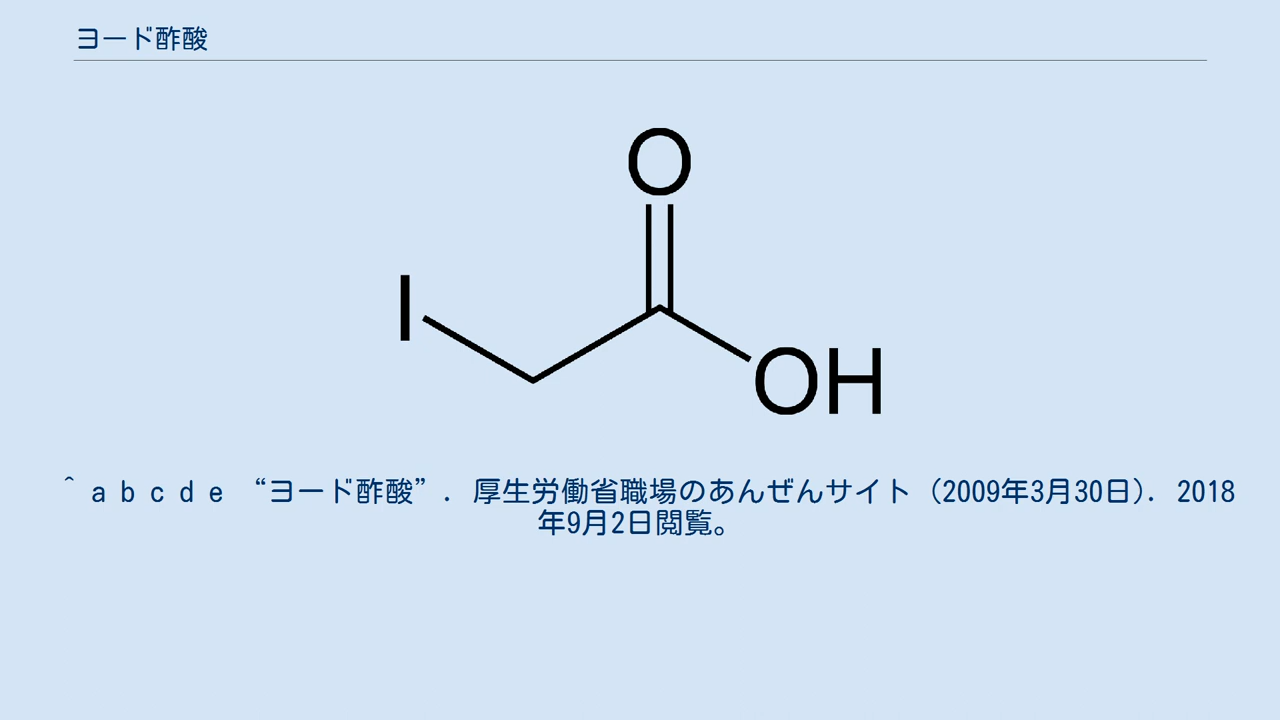 ヨード酢酸
O
I
OH
^ a b c d e “ヨード酢酸”. 厚生労働省職場のあんぜんサイト (2009年3月30日). 2018
年9月2日閲覧。